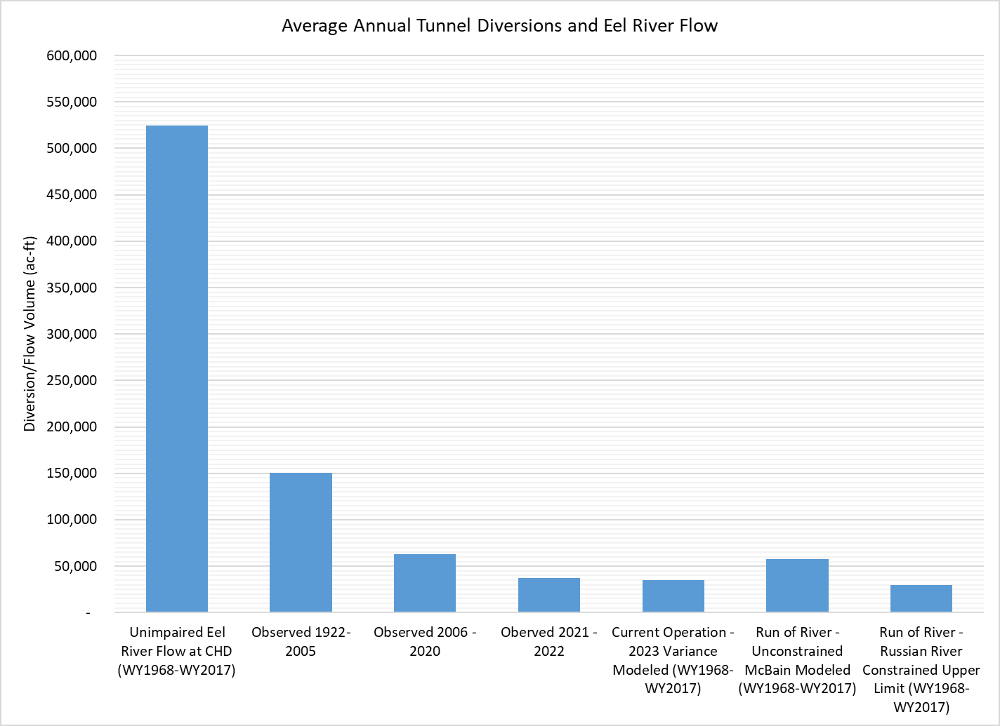 Average Annual Tunnel Diversions and Eel River Flow
Diversion/Flow Volume (ac-ft)
600,000
550,000
500,000
450,000
400,000
350,000
300,000
250,000
200,000
150,000
100,000
50,000
-
Unimpaired Eel
River Flow at CHD
(WY1968-WY2017)
Observed 1922-
2005
Observed 2006 -
2020
Oberved 2021 -
2022
Current Operation -
2023 Variance
Modeled (WY1968-
WY2017)
Run of River -
Unconstrained
McBain Modeled
(WY1968-WY2017)
Run of River -
Russian River
Constrained Upper
Limit (WY1968-
WY2017)